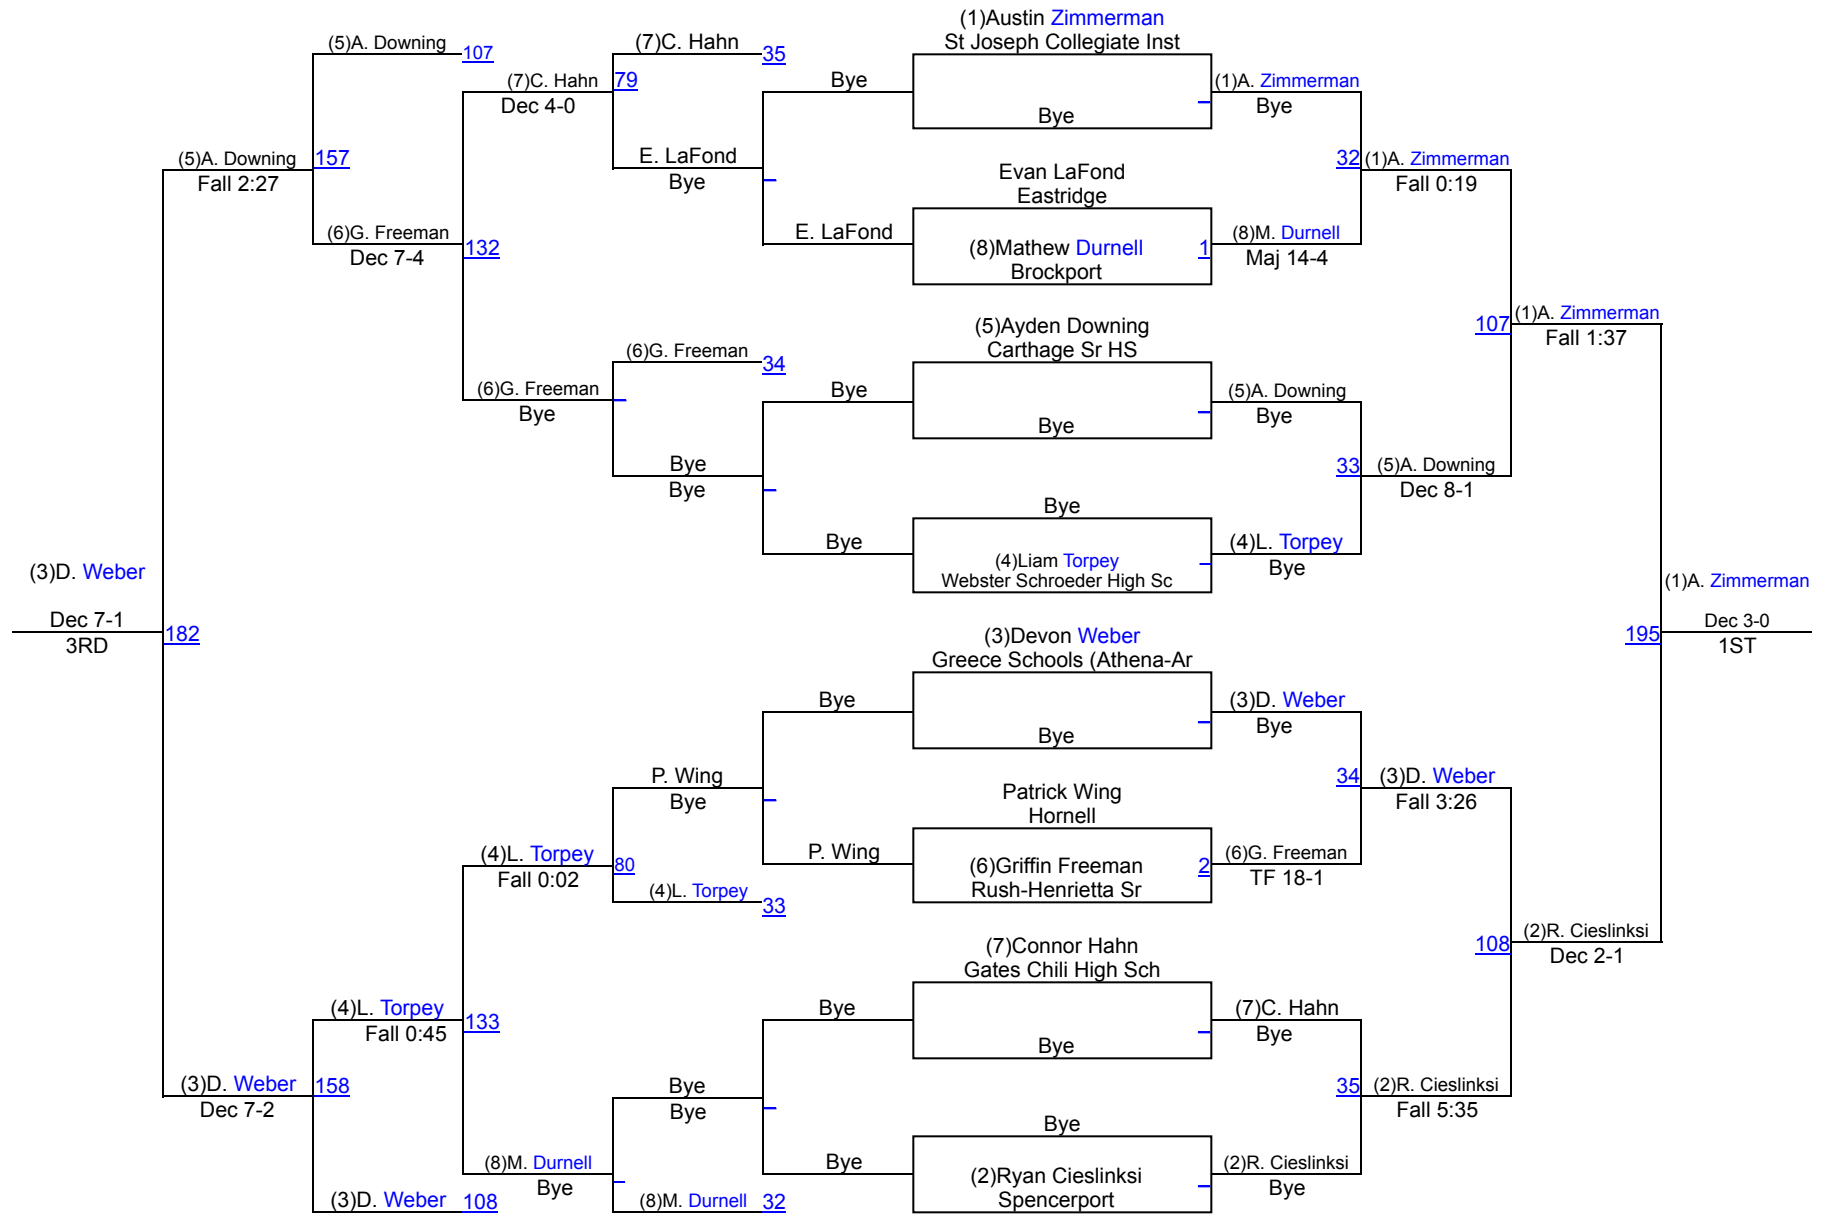 (1)Austin Zimmerman
St Joseph Collegiate Inst
(5)A. Downing 107
(7)C. Hahn 35
(7)C. Hahn 79
Dec 4-0
Bye
Bye
(1)A. Zimmerman
Bye
E. LaFond
Bye
(5)A. Downing 157
Fall 2:27
Evan LaFond
Eastridge
32 (1)A. Zimmerman
Fall 0:19
(6)G. Freeman
Dec 7-4
132
E. LaFond
(8)Mathew Durnell 1
Brockport
(8)M. Durnell
Maj 14-4
(5)Ayden Downing
Carthage Sr HS
107 (1)A. Zimmerman
Fall 1:37
(6)G. Freeman 34
(6)G. Freeman
Bye
Bye
Bye
(5)A. Downing
Bye
Bye
Bye
33 (5)A. Downing
Dec 8-1
Bye
Bye
(4)Liam Torpey
Webster Schroeder High Sc
(4)L. Torpey
Bye
(3)D. Weber
Dec 7-1
3RD
182
(1)A. Zimmerman
Dec 3-0
1ST
195
(3)Devon Weber
Greece Schools (Athena-Ar
Bye
Bye
(3)D. Weber
Bye
P. Wing
Bye
Patrick Wing
Hornell
34 (3)D. Weber
Fall 3:26
(4)L. Torpey 80
Fall 0:02
P. Wing
(6)Griffin Freeman 2
Rush-Henrietta Sr
(6)G. Freeman
TF 18-1
(4)L. Torpey 33
(7)Connor Hahn
Gates Chili High Sch
108 (2)R. Cieslinksi
Dec 2-1
(4)L. Torpey 133
Fall 0:45
Bye
Bye
(7)C. Hahn
Bye
(3)D. Weber 158
Dec 7-2
Bye
Bye
35 (2)R. Cieslinksi
Fall 5:35
Bye
(8)M. Durnell
Bye
Bye
(2)Ryan Cieslinksi
Spencerport
(2)R. Cieslinksi
Bye
(3)D. Weber 108
(8)M. Durnell 32